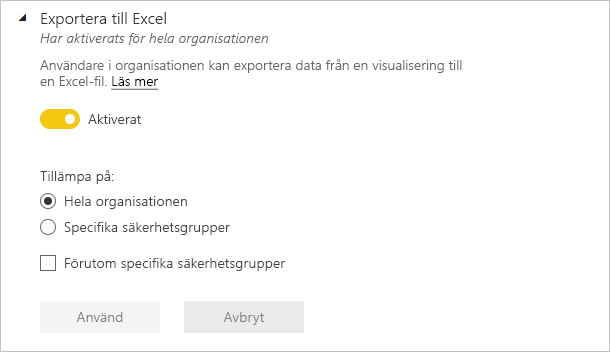 Exportera till Excel
Har aktiverats för hela organisationen
Användare i organisationen kan exportera data från en visualisering till
en Excel-fil. Läs mer
Aktiverat
Tillämpa på:
Hela organisationen
Specifika säkerhetsgrupper
Förutom specifika säkerhetsgrupper
Använd Avbryt